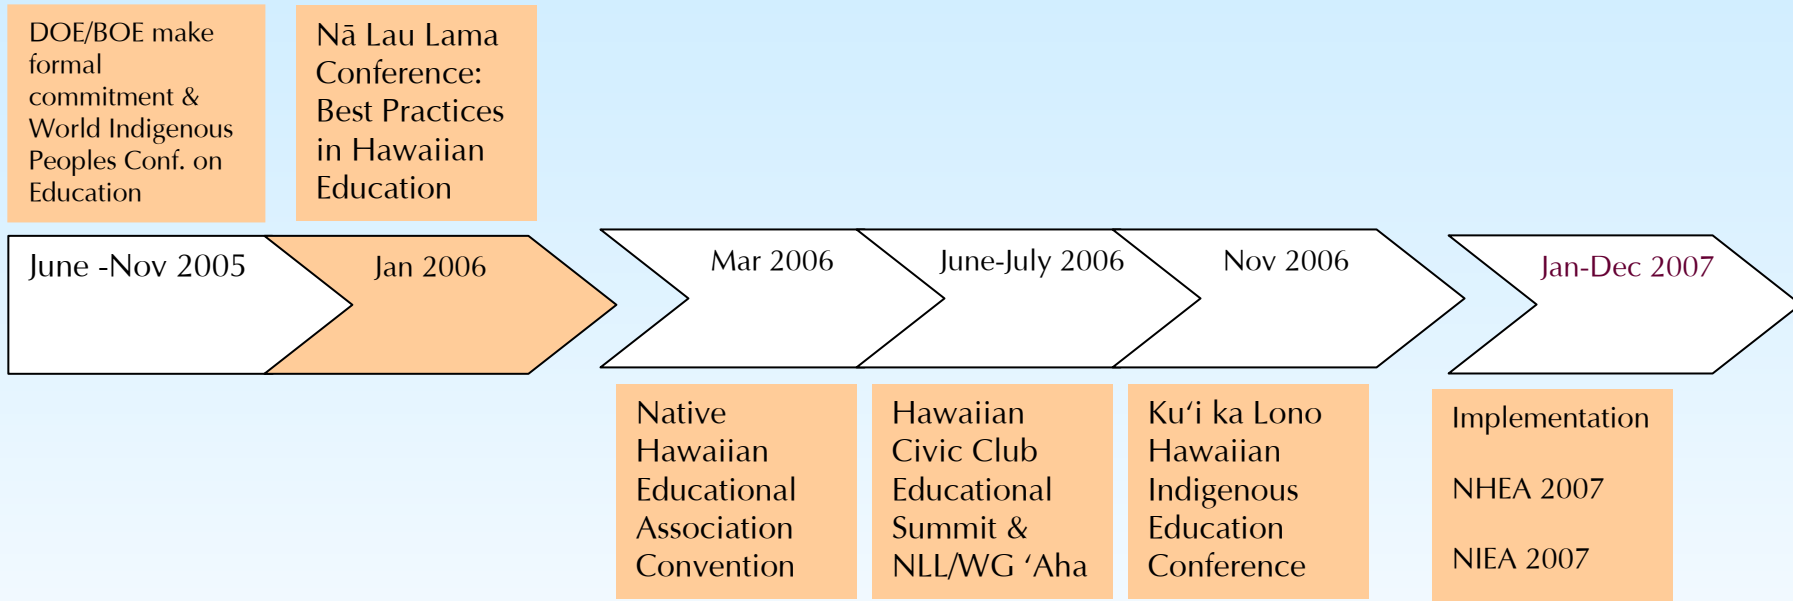 DOE/BOE make
formal
commitment &
World Indigenous
Peoples Conf. on
Education
Nā Lau Lama
Conference:
Best Practices
in Hawaiian
Education
June -Nov 2005
Jan 2006
Mar 2006
June-July 2006
Nov 2006
Jan-Dec 2007
Native
Hawaiian
Educational
Association
Convention
Hawaiian
Civic Club
Educational
Summit &
NLL/WG ʻAha
Kuʻi ka Lono
Hawaiian
Indigenous
Education
Conference
Implementation
NHEA 2007
NIEA 2007